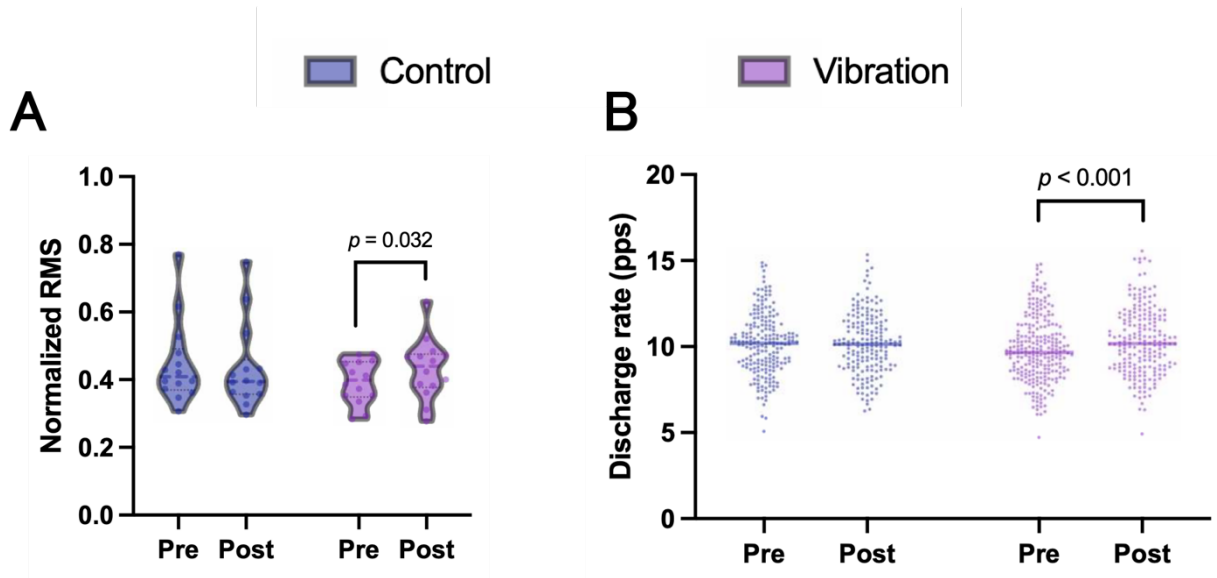 Control
Vibration
A
B
Normalized RMS
1.0
0.8
0.6
0.4
0.2
0.0
p = 0.032
Pre
Post
Pre
Post
Discharge rate (pps)
20
15
10
5
0
p < 0.001
Pre
Post
Pre
Post